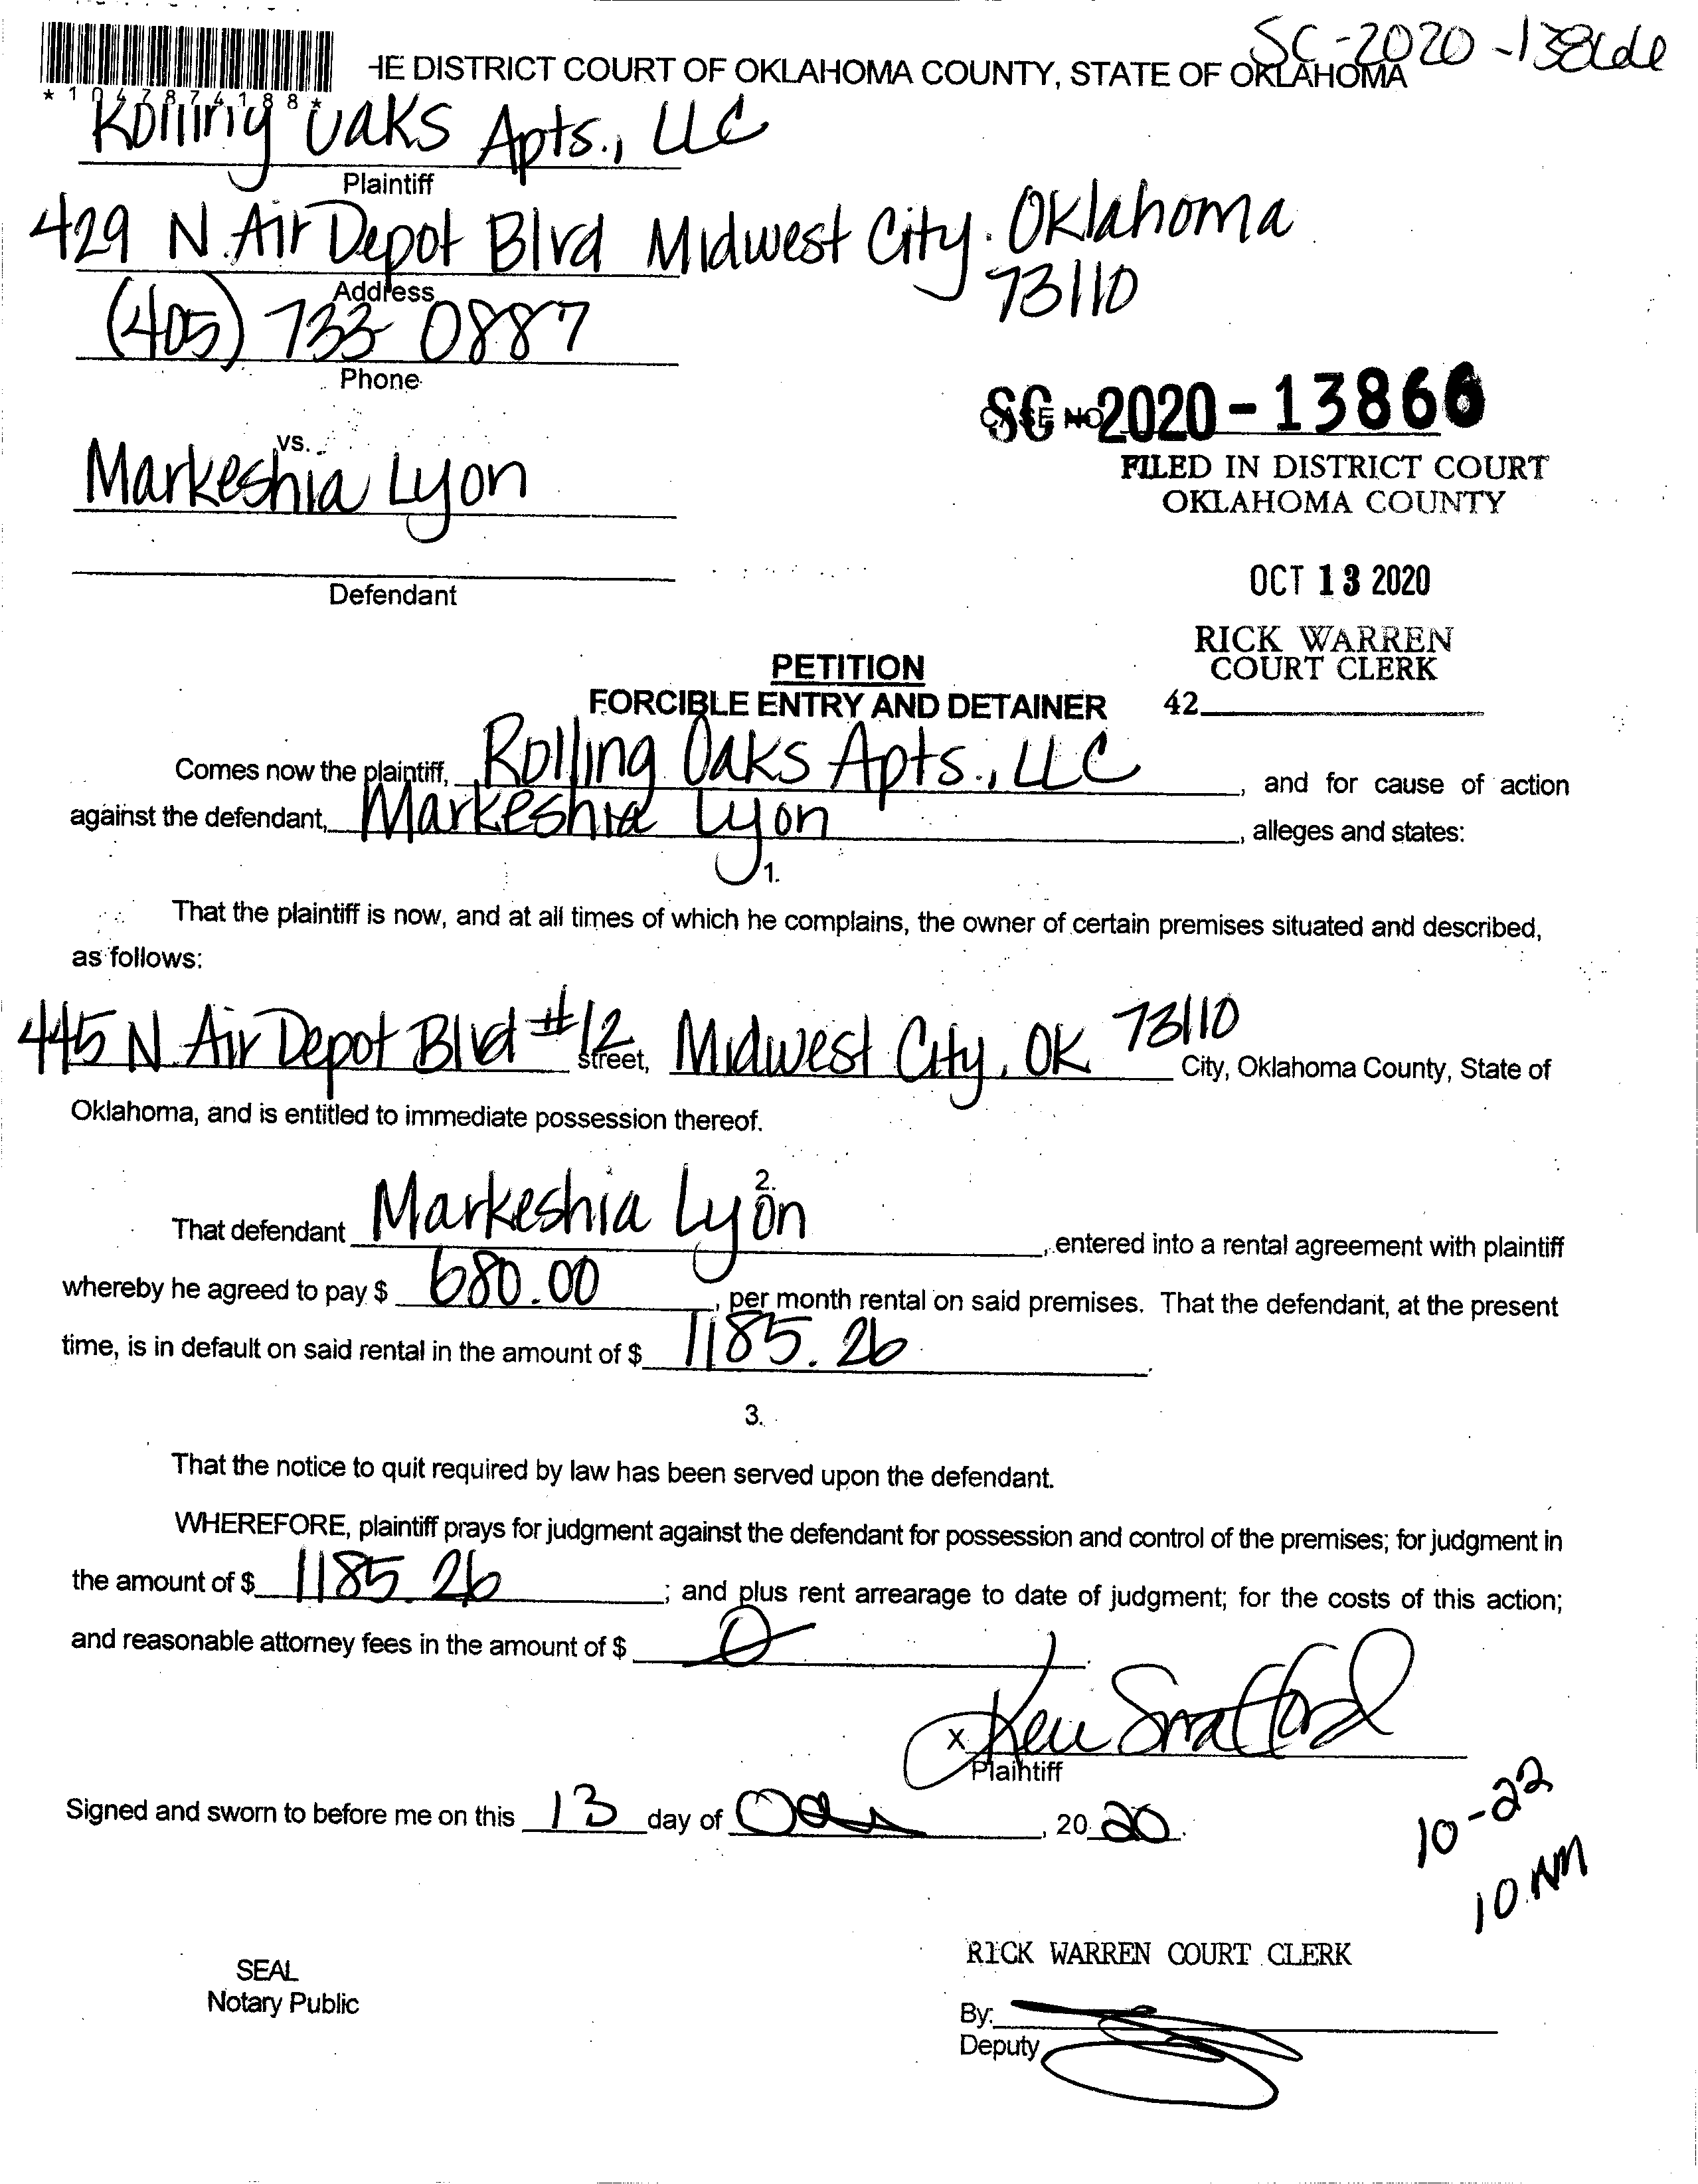 SC-2020-13866
HE DISTRICT COURT OF OKLAHOMA COUNTY, STATE OF OKLAHOMA
*1047874188*
Rolling Oaks Apts., LLC
Plaintiff
429 N. Air Depot Blvd Midwest City. Oklahoma
73110
Address
(405) 733-0887
Phone
SC 2020-13866
CASE NO
FILED IN DISTRICT COURT
OKLAHOMA COUNTY
vs.
Markeshia Lyon
OCT 13 2020
Defendant
RICK WARREN
COURT CLERK
42
PETITION
FORCIBLE ENTRY AND DETAINER
Comes now the plaintiff, Rolling Oaks Apts., LLC, and for cause of action
against the defendant, Markeshia Lyon, alleges and states:
1.
That the plaintiff is now, and at all times of which he complains, the owner of certain premises situated and described,
as follows:
445 N. Air Depot Blvd #12 street, Midwest City, OK 73110 City, Oklahoma County, State of
Oklahoma, and is entitled to immediate possession thereof.
2.
That defendant Markeshia Lyon, entered into a rental agreement with plaintiff
whereby he agreed to pay $ 680.00, per month rental on said premises. That the defendant, at the present
time, is in default on said rental in the amount of $ 1185.26.
3.
That the notice to quit required by law has been served upon the defendant.
WHEREFORE, plaintiff prays for judgment against the defendant for possession and control of the premises; for judgment in
the amount of $ 1185.26; and plus rent arrearage to date of judgment; for the costs of this action;
and reasonable attorney fees in the amount of $ 0.
x
Plaintiff
Signed and sworn to before me on this 13 day of Oct, 20 20.
10-22
10 AM
SEAL
Notary Public
RICK WARREN COURT CLERK
By:
Deputy